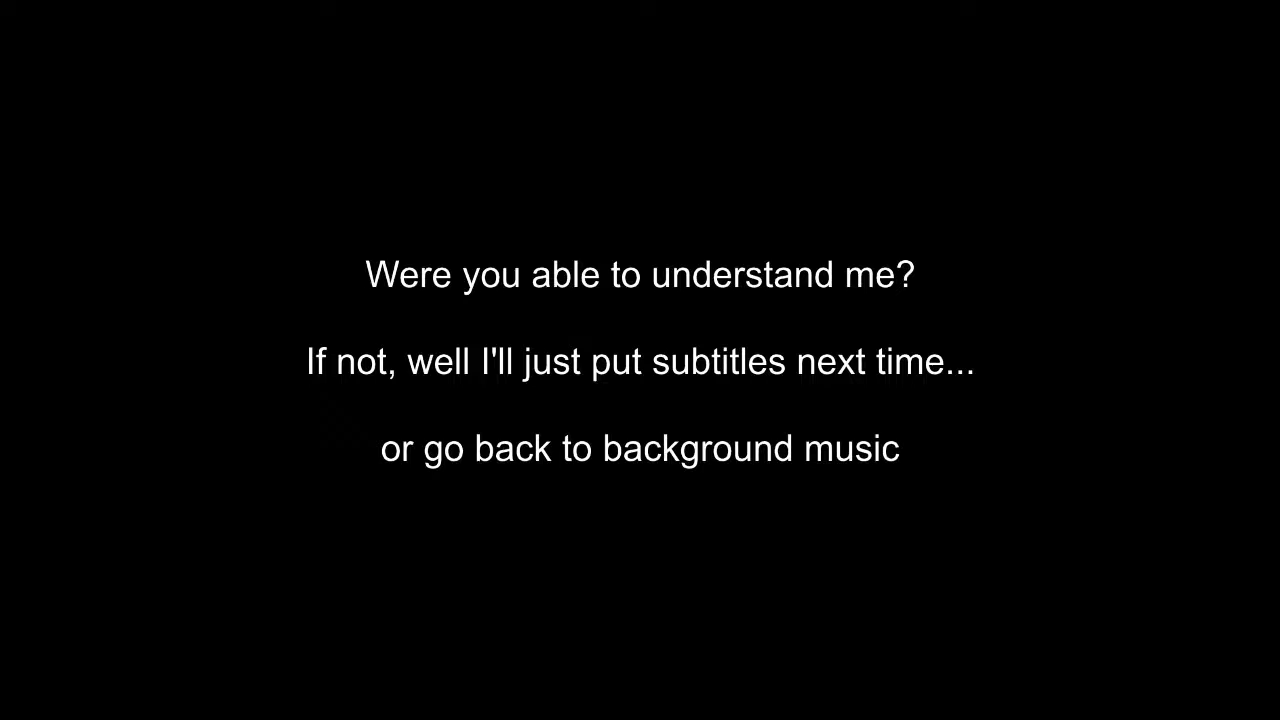 Were you able to understand me?
If not, well I'll just put subtitles next time...
or go back to background music